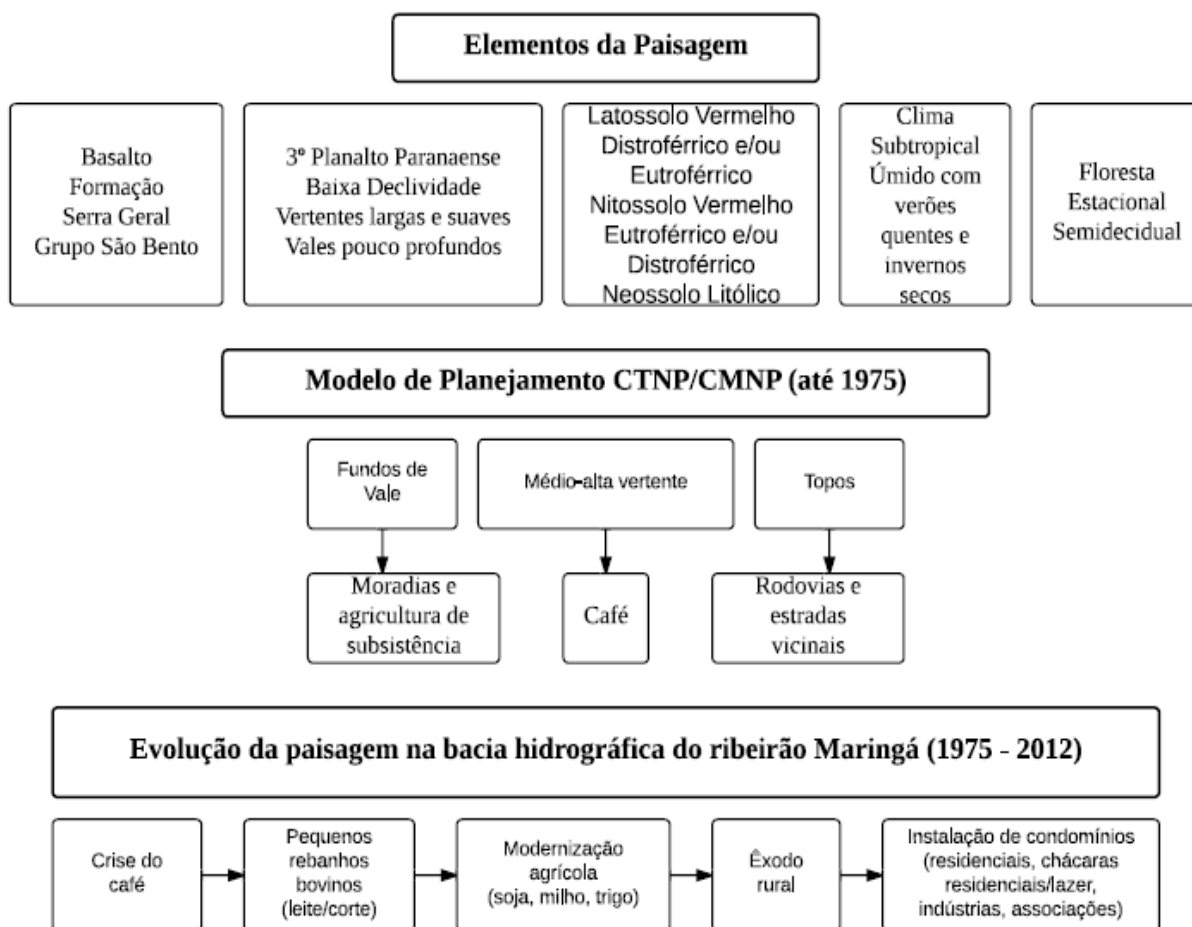 Elementos da Paisagem
Basalto
Formação
Serra Geral
Grupo São Bento
3º Planalto Paranaense
Baixa Declividade
Vertentes largas e suaves
Vales pouco profundos
Latossolo Vermelho
Distroférrico e/ou
Eutroférrico
Nitossolo Vermelho
Eutroférrico e/ou
Distroférrico
Neossolo Litólico
Clima
Subtropical
Úmido com
verões
quentes e
invernos
secos
Floresta
Estacional
Semidecidual
Modelo de Planejamento CTNP/CMNP (até 1975)
Fundos de
Vale
Médio-alta vertente
Topos
Moradias e
agricultura de
subsistência
Café
Rodovias e
estradas
vicinais
Evolução da paisagem na bacia hidrográfica do ribeirão Maringá (1975 - 2012)
Crise do
café
Pequenos
rebanhos
bovinos
(leite/corte)
Modernização
agrícola
(soja, milho, trigo)
Êxodo
rural
Instalação de condomínios
(residenciais, chácaras
residenciais/lazer,
indústrias, associações)